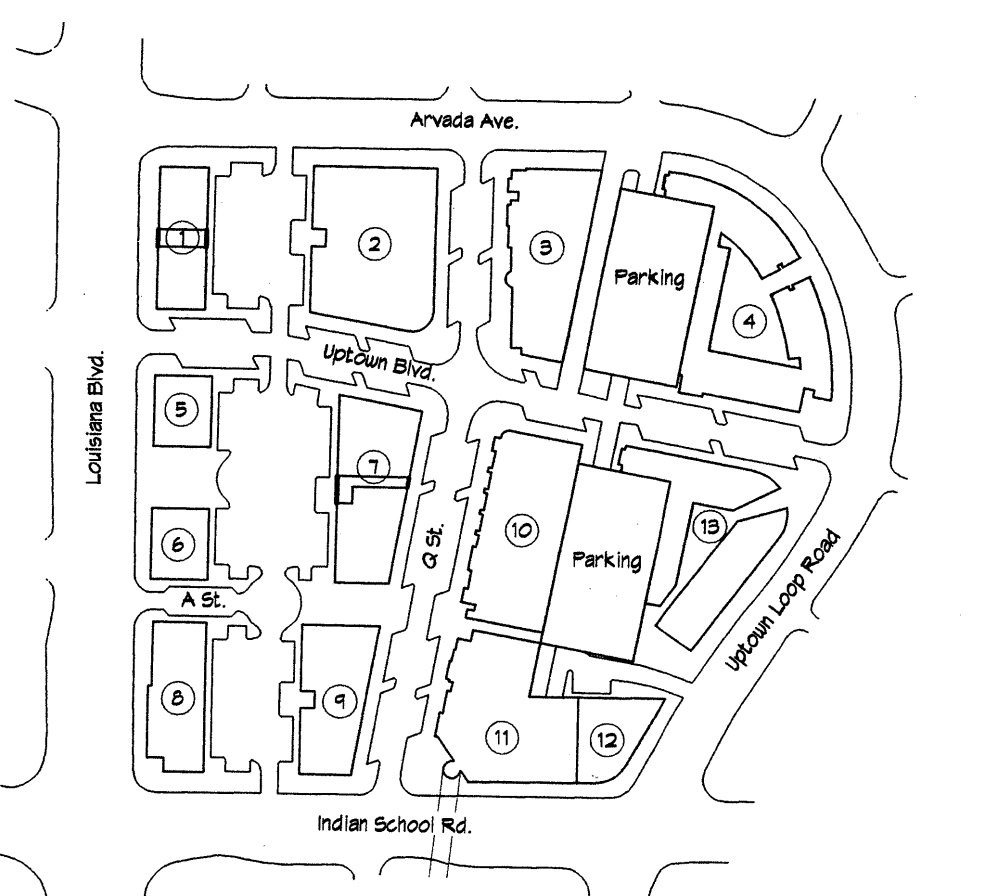 Arvada Ave.
1
2
3
Parking
4
Uptown Blvd.
Louisiana Blvd.
5
7
6
Q St.
10
Parking
13
A St.
Uptown Loop Road
8
9
11
12
Indian School Rd.